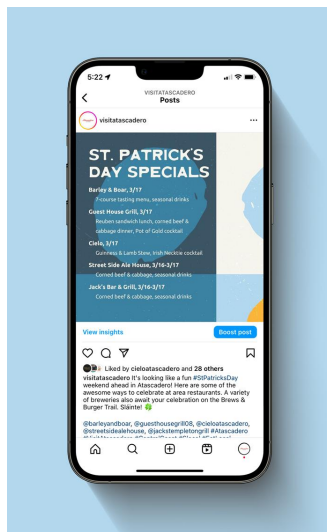 5:22
VISITATASCADERO
Posts
visitatascadero
ST. PATRICK'S
DAY SPECIALS
Barley & Boar, 3/17
7-course tasting menu, seasonal drinks
Guest House Grill, 3/17
Reuben sandwich lunch, corned beef &
cabbage dinner, Pot of Gold cocktail
Cielo, 3/17
Guinness & Lamb Stew, Irish Necktie cocktail
Street Side Ale House, 3/16-3/17
Corned beef & cabbage, seasonal drinks
Jack's Bar & Grill, 3/16-3/17
Corned beef & cabbage, seasonal drinks
View insights
Boost post
Liked by cieloatascadero and 28 others
visitatascadero It's looking like a fun #StPatricksDay
weekend ahead in Atascadero! Here are some of the
awesome ways to celebrate at area restaurants. A variety
of breweries also await your celebration on the Brews &
Burger Trail. Sláinte! 🍀
@barleyandboar, @guesthousegrill08, @cieloatascadero,
@streetsidealehouse, @jackstempletongrill #Atascadero